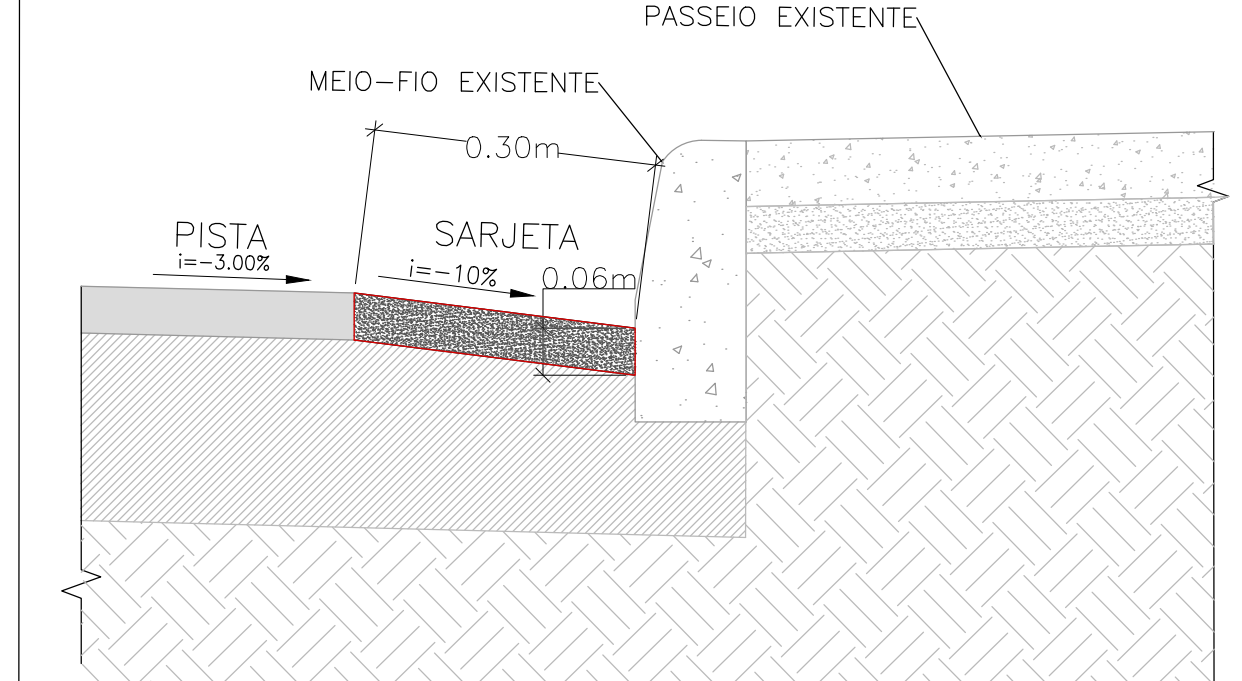 PASSEIO EXISTENTE
MEIO-FIO EXISTENTE
0.30m
PISTA
i=-3.00%
SARJETA
i=-10%
0.06m